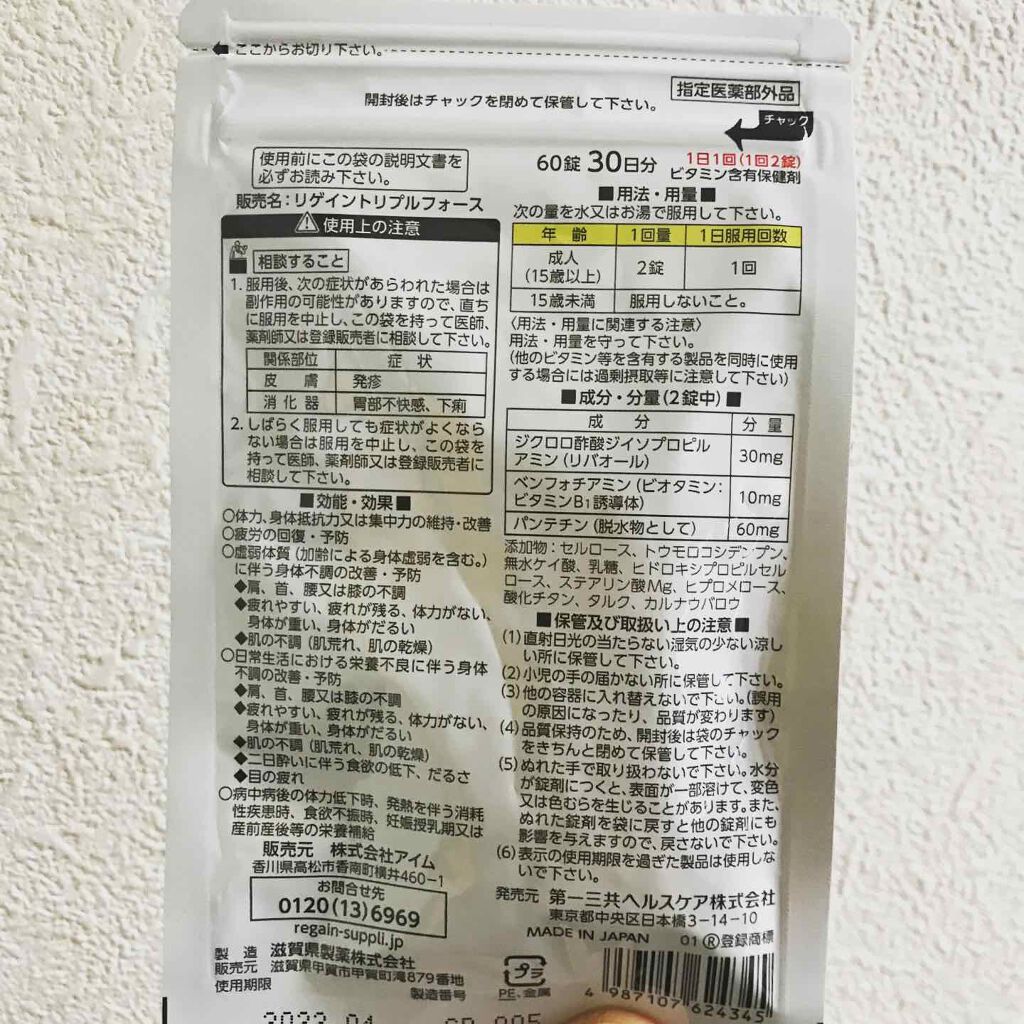 ここからお切り下さい。
開封後はチャックを閉めて保管して下さい。
指定医薬部外品
チャック
使用前にこの袋の説明文書を
必ずお読み下さい。
販売名：リゲイントリプルフォース
使用上の注意
相談すること
1. 服用後、次の症状があらわれた場合は
副作用の可能性がありますので、直ち
に服用を中止し、この袋を持って医師、
薬剤師又は登録販売者に相談して下さい。
関係部位 症状
皮膚 発疹
消化器 胃部不快感、下痢
2. しばらく服用しても症状がよくなら
ない場合は服用を中止し、この袋を
持って医師、薬剤師又は登録販売者に
相談して下さい。
■効能・効果■
○体力、身体抵抗力又は集中力の維持・改善
○疲労の回復・予防
○虚弱体質（加齢による身体虚弱を含む。）
に伴う身体不調の改善・予防
◆肩、首、腰又は膝の不調
◆疲れやすい、疲れが残る、体力がない、
身体が重い、身体がだるい
◆肌の不調（肌荒れ、肌の乾燥）
○日常生活における栄養不良に伴う身体
不調の改善・予防
◆肩、首、腰又は膝の不調
◆疲れやすい、疲れが残る、体力がない、
身体が重い、身体がだるい
◆肌の不調（肌荒れ、肌の乾燥）
◆二日酔いに伴う食欲の低下、だるさ
◆目の疲れ
○病中病後の体力低下時、発熱を伴う消耗
性疾患時、食欲不振時、妊娠授乳期又は
産前産後等の栄養補給
販売元 株式会社アイム
香川県高松市香南町横井460-1
お問合せ先
0120(13)6969
regain-suppli.jp
製造 滋賀県製薬株式会社
販売元 滋賀県甲賀市甲賀町滝879番地
使用期限 製造番号
60錠 30日分
1日1回（1回2錠）
ビタミン含有保健剤
■用法・用量■
次の量を水又はお湯で服用して下さい。
年齢 1回量 1日服用回数
成人
（15歳以上） 2錠 1回
15歳未満 服用しないこと。
〈用法・用量に関連する注意〉
用法・用量を守って下さい。
（他のビタミン等を含有する製品を同時に使用
する場合には過剰摂取等に注意して下さい）
■成分・分量（2錠中）■
成分 分量
ジクロロ酢酸ジイソプロピル
アミン（リバオール） 30mg
ベンフォチアミン（ビオタミン：
ビタミンB1誘導体） 10mg
パンテチン（脱水物として） 60mg
添加物：セルロース、トウモロコシデンプン、
無水ケイ酸、乳糖、ヒドロキシプロピルセル
ロース、ステアリン酸Mg、ヒプロメロース、
酸化チタン、タルク、カルナウバロウ
■保管及び取扱い上の注意■
(1) 直射日光の当たらない湿気の少ない涼し
い所に保管して下さい。
(2) 小児の手の届かない所に保管して下さい。
(3) 他の容器に入れ替えないで下さい。（誤用
の原因になったり、品質が変わります）
(4) 品質保持のため、開封後は袋のチャック
をきちんと閉めて保管して下さい。
(5) ぬれた手で取り扱わないで下さい。水分
が錠剤につくと、表面が一部溶けて、変色
又は色むらを生じることがあります。また、
ぬれた錠剤を袋に戻すと他の錠剤にも
影響を与えますので、戻さないで下さい。
(6) 表示の使用期限を過ぎた製品は使用しな
いで下さい。
発売元 第一三共ヘルスケア株式会社
東京都中央区日本橋3-14-10
MADE IN JAPAN 01 Ⓡ登録商標
プラ
PE、金属
4 987107 624345